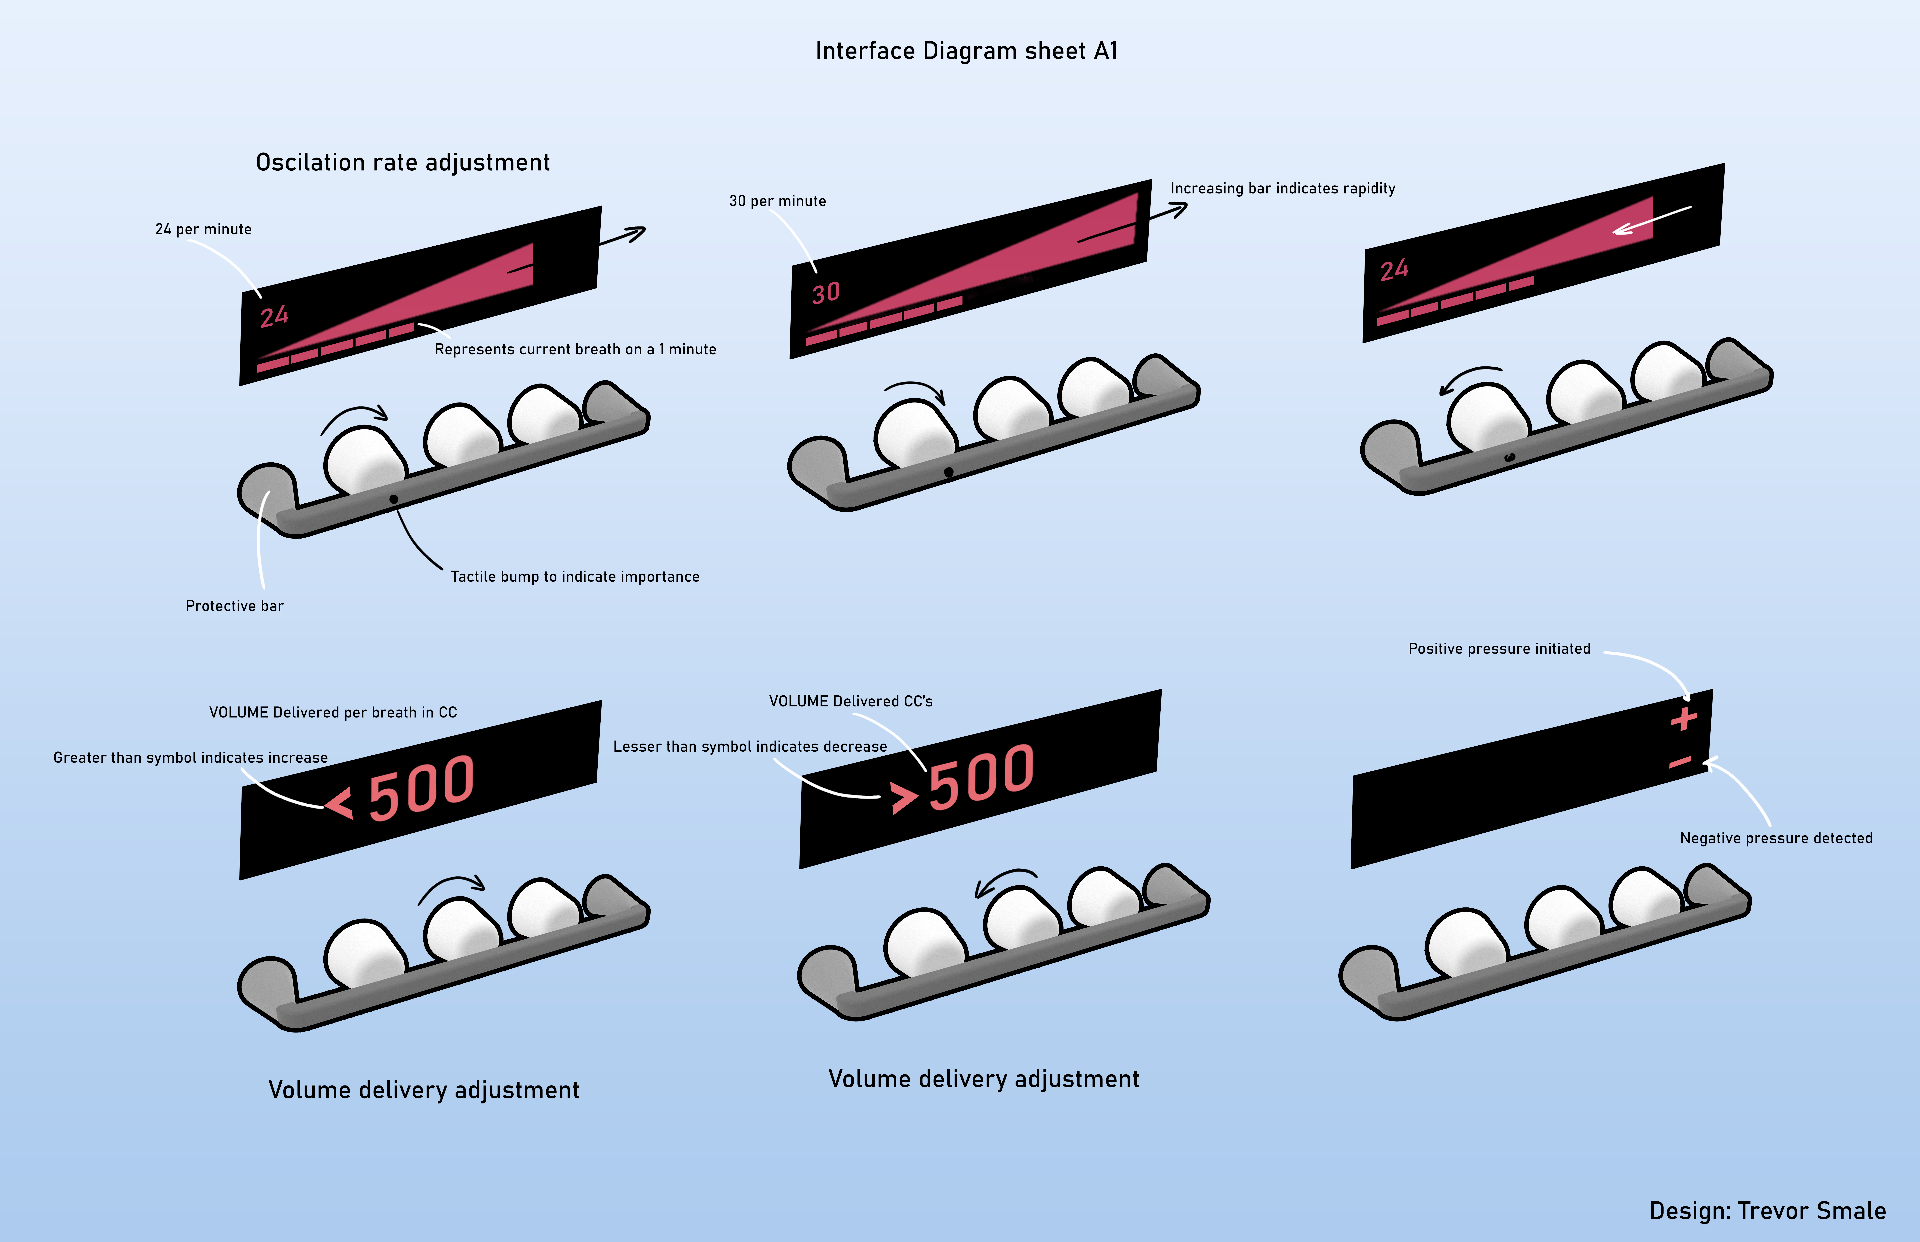 Interface Diagram sheet A1
Oscilation rate adjustment
24 per minute
24
Represents current breath on a 1 minute
Protective bar
Tactile bump to indicate importance
30 per minute
30
Increasing bar indicates rapidity
24
VOLUME Delivered per breath in CC
Greater than symbol indicates increase
< 500
Volume delivery adjustment
VOLUME Delivered CC's
Lesser than symbol indicates decrease
>500
Volume delivery adjustment
Positive pressure initiated
+
-
Negative pressure detected
Design: Trevor Smale